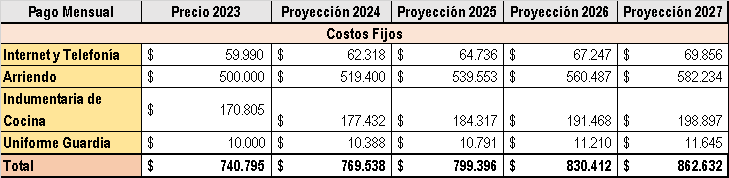 Pago Mensual Precio 2023 Proyección 2024 Proyección 2025 Proyección 2026 Proyección 2027
Costos Fijos
Internet y Telefonía $ 59.990 $ 62.318 $ 64.736 $ 67.247 $ 69.856
Arriendo $ 500.000 $ 519.400 $ 539.553 $ 560.487 $ 582.234
Indumentaria de
Cocina $ 170.805 $ 177.432 $ 184.317 $ 191.468 $ 198.897
Uniforme Guardia $ 10.000 $ 10.388 $ 10.791 $ 11.210 $ 11.645
Total $ 740.795 $ 769.538 $ 799.396 $ 830.412 $ 862.632